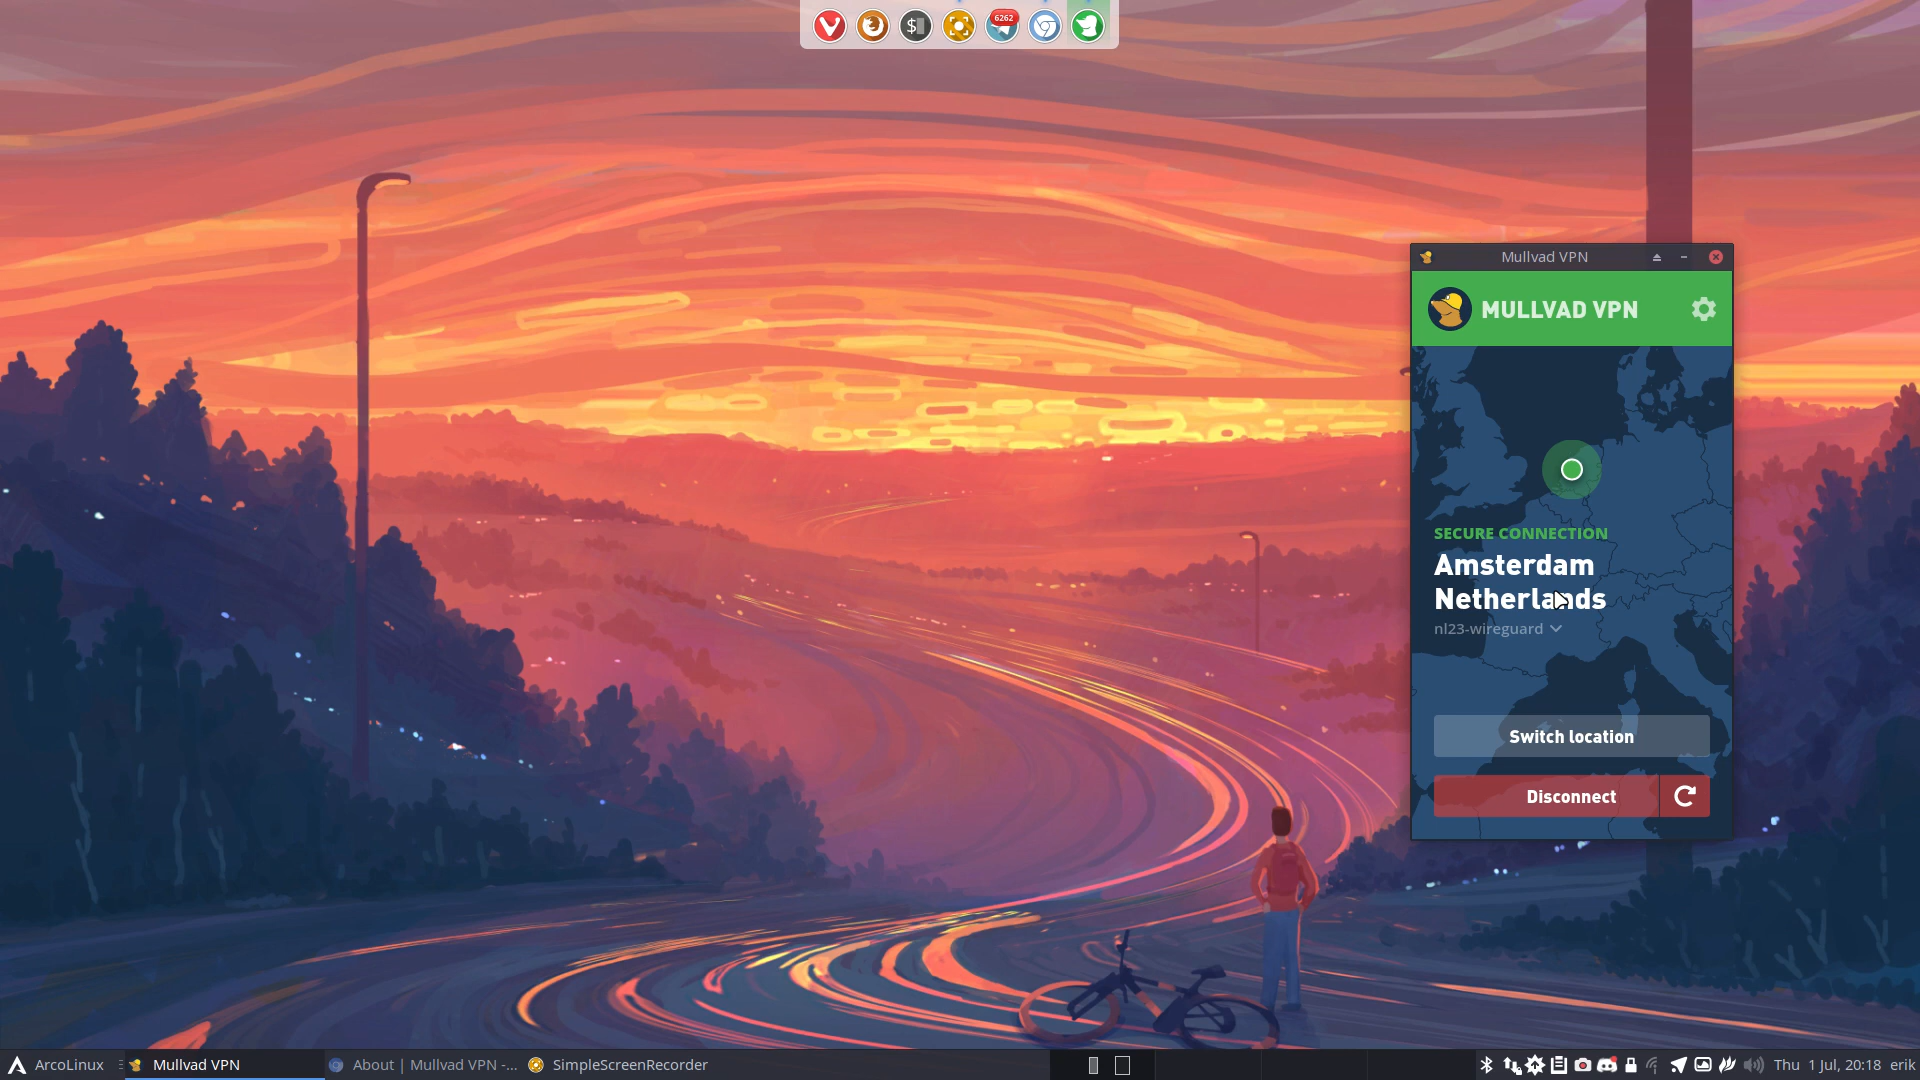 6262
Mullvad VPN
MULLVAD VPN
SECURE CONNECTION
Amsterdam
Netherlands
nl23-wireguard
Switch location
Disconnect
ArcoLinux
Mullvad VPN
About | Mullvad VPN -...
SimpleScreenRecorder
Thu 1 Jul, 20:18
erik